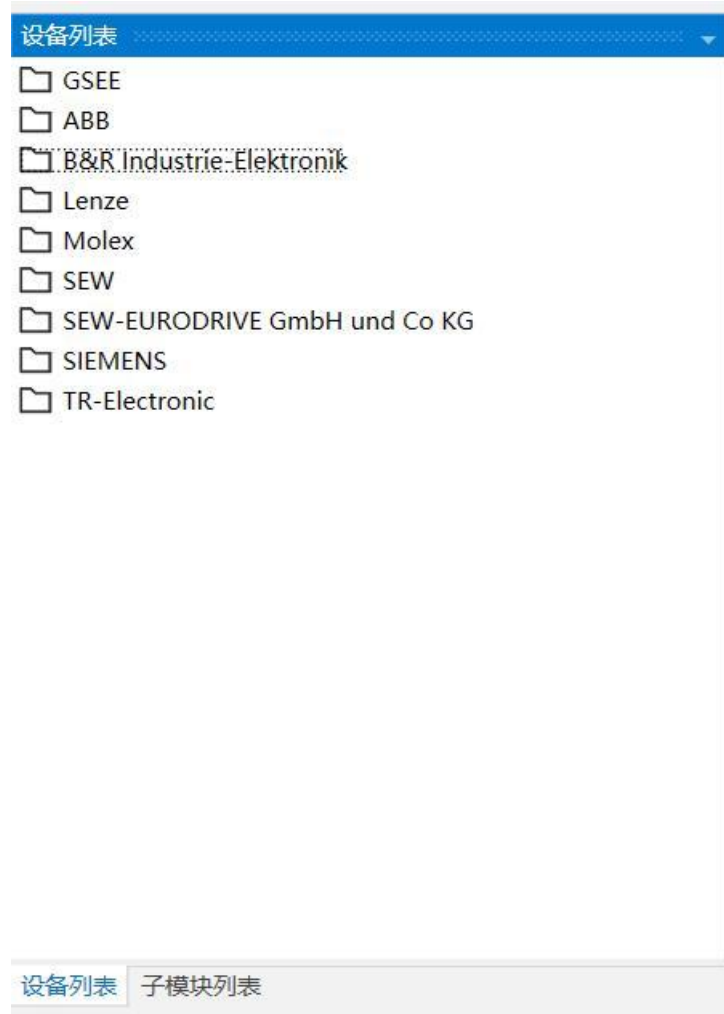 设备列表
GSEE
ABB
B&R Industrie-Elektronik
Lenze
Molex
SEW
SEW-EURODRIVE GmbH und Co KG
SIEMENS
TR-Electronic
设备列表 子模块列表